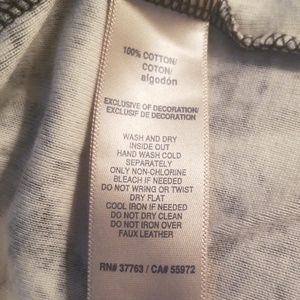 100% COTTON/
COTON/
algodón
EXCLUSIVE OF DECORATION/
EXCLUSIF DE DECORATION
WASH AND DRY
INSIDE OUT
HAND WASH COLD
SEPARATELY
ONLY NON-CHLORINE
BLEACH IF NEEDED
DO NOT WRING OR TWIST
DRY FLAT
COOL IRON IF NEEDED
DO NOT DRY CLEAN
DO NOT IRON OVER
FAUX LEATHER
RN# 37763 / CA# 55972